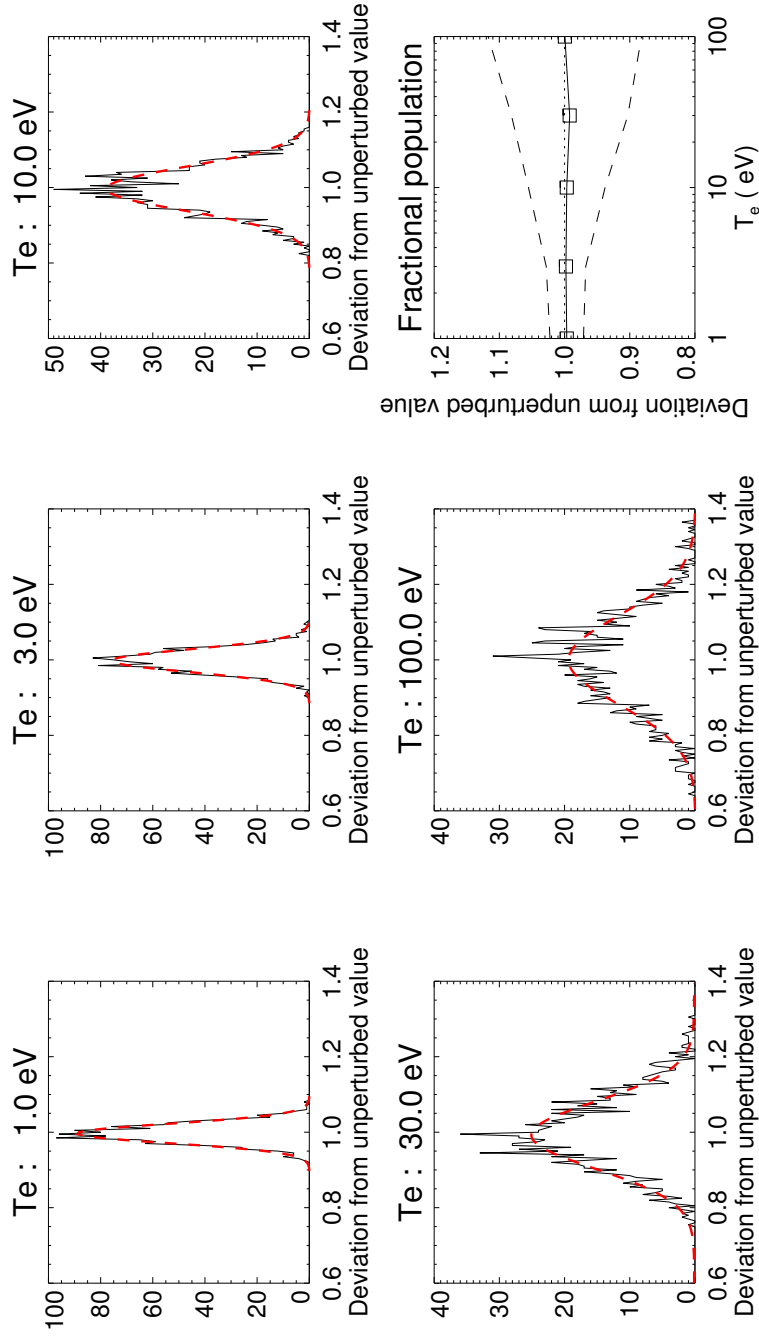 Te :  1.0 eV
100
80
60
40
20
0
0.6 0.8 1.0 1.2 1.4
Deviation from unperturbed value
Te :  3.0 eV
100
80
60
40
20
0
0.6 0.8 1.0 1.2 1.4
Deviation from unperturbed value
Te :  10.0 eV
50
40
30
20
10
0
0.6 0.8 1.0 1.2 1.4
Deviation from unperturbed value
Te :  30.0 eV
40
30
20
10
0
0.6 0.8 1.0 1.2 1.4
Deviation from unperturbed value
Te : 100.0 eV
40
30
20
10
0
0.6 0.8 1.0 1.2 1.4
Deviation from unperturbed value
Fractional population
Deviation from unperturbed value
1.2
1.1
1.0
0.9
0.8
1 10 100
T_e ( eV)